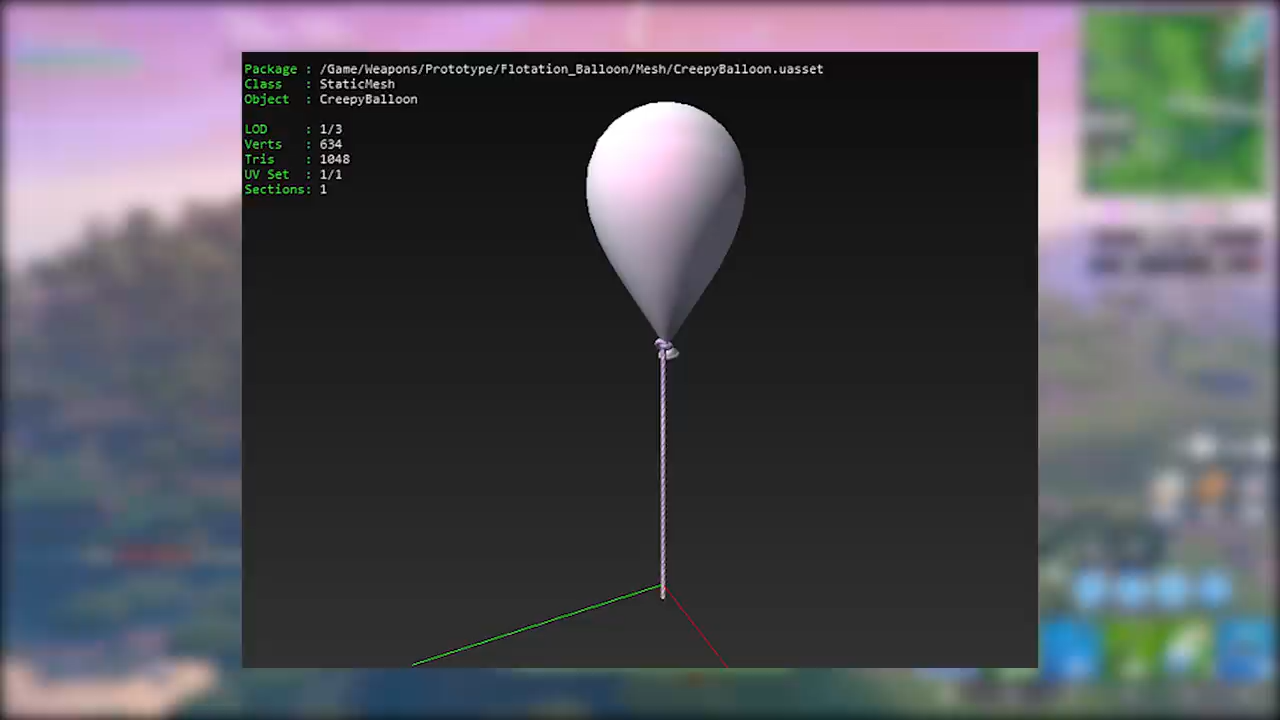 Package : /Game/Weapons/Prototype/Flotation_Balloon/Mesh/CreepyBalloon.uasset
Class : StaticMesh
Object : CreepyBalloon
LOD : 1/3
Verts : 634
Tris : 1048
UV Set : 1/1
Sections: 1